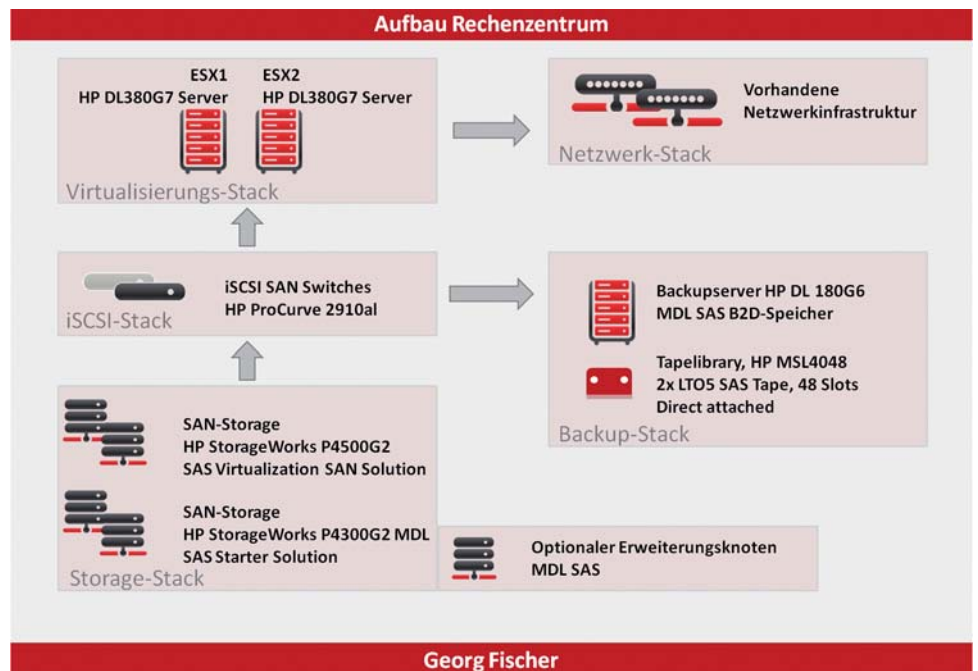 Aufbau Rechenzentrum
ESX1
HP DL380G7 Server
ESX2
HP DL380G7 Server
Virtualisierungs-Stack
Vorhandene
Netzwerkinfrastruktur
Netzwerk-Stack
iSCSI SAN Switches
HP ProCurve 2910al
iSCSI-Stack
Backupserver HP DL 180G6
MDL SAS B2D-Speicher
Tapelibrary, HP MSL4048
2x LTO5 SAS Tape, 48 Slots
Direct attached
Backup-Stack
SAN-Storage
HP StorageWorks P4500G2
SAS Virtualization SAN Solution
SAN-Storage
HP StorageWorks P4300G2 MDL
SAS Starter Solution
Storage-Stack
Optionaler Erweiterungsknoten
MDL SAS
Georg Fischer